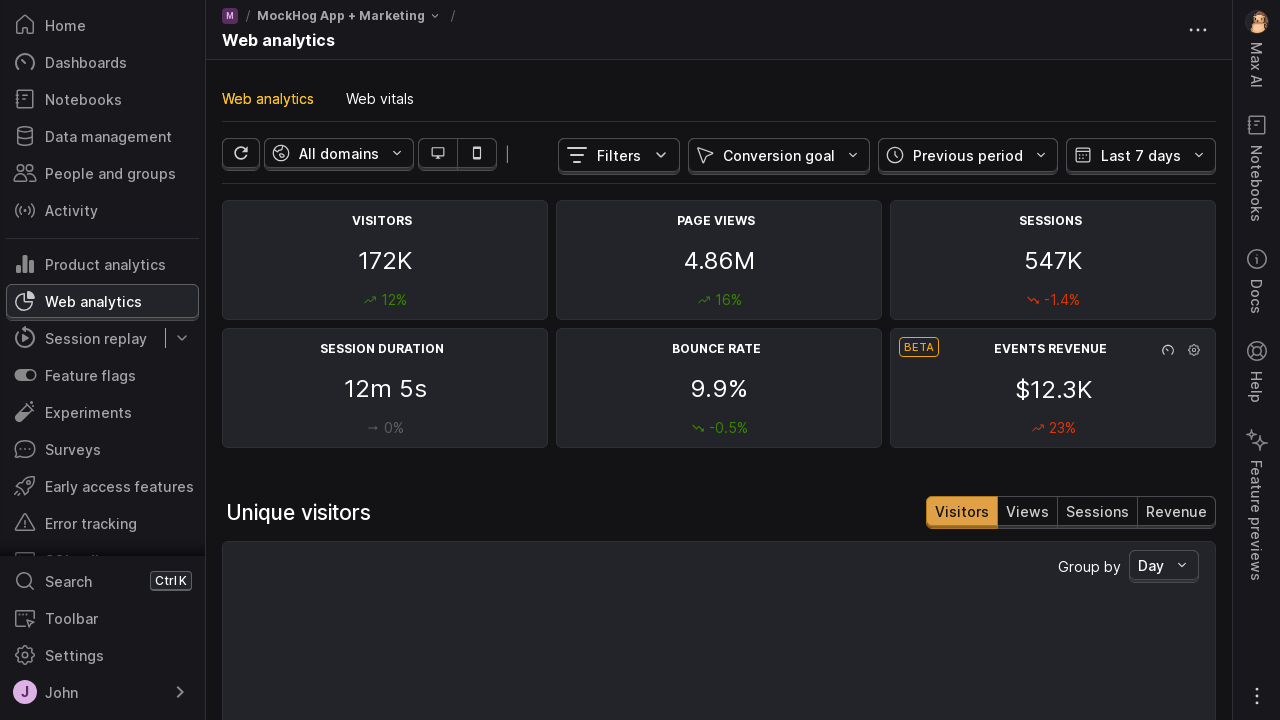 Home
Dashboards
Notebooks
Data management
People and groups
Activity
Product analytics
Web analytics
Session replay
Feature flags
Experiments
Surveys
Early access features
Error tracking
Search Ctrl K
Toolbar
Settings
J John
M / MockHog App + Marketing /
Web analytics
Web analytics Web vitals
All domains Filters Conversion goal Previous period Last 7 days
VISITORS
172K
12%
PAGE VIEWS
4.86M
16%
SESSIONS
547K
-1.4%
SESSION DURATION
12m 5s
0%
BOUNCE RATE
9.9%
-0.5%
BETA EVENTS REVENUE
$12.3K
23%
Unique visitors
Visitors Views Sessions Revenue
Group by Day
Max AI
Notebooks
Docs
Help
Feature previews